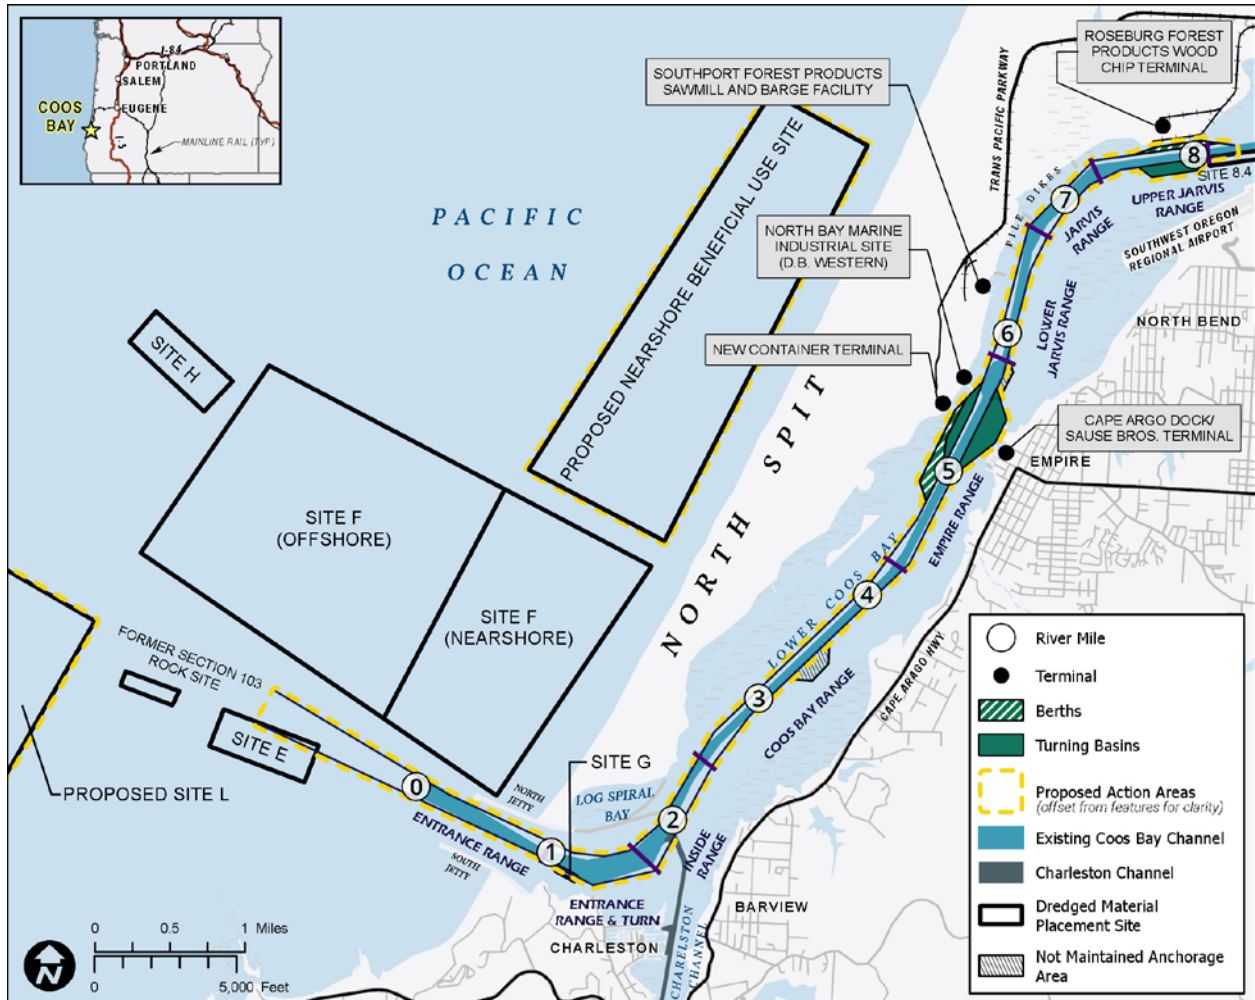 I-84
PORTLAND
SALEM
COOS
BAY
EUGENE
I-5
MAINLINE RAIL (TYP)
PACIFIC
OCEAN
SOUTHPORT FOREST PRODUCTS
SAWMILL AND BARGE FACILITY
ROSEBURG FOREST
PRODUCTS WOOD
CHIP TERMINAL
TRANS PACIFIC PARKWAY
PILE DIKES
8
SITE 8.4
7
UPPER JARVIS
RANGE
JARVIS
RANGE
SOUTHWEST OREGON
REGIONAL AIRPORT
NORTH BAY MARINE
INDUSTRIAL SITE
(D.B. WESTERN)
PROPOSED NEARSHORE BENEFICIAL USE SITE
NORTH BEND
6
LOWER
JARVIS RANGE
SITE H
NEW CONTAINER TERMINAL
NORTH SPIT
CAPE ARGO DOCK/
SAUSE BROS. TERMINAL
EMPIRE
5
EMPIRE RANGE
SITE F
(OFFSHORE)
SITE F
(NEARSHORE)
LOWER COOS BAY
4
3
COOS BAY RANGE
CAPE ARAGO HWY.
FORMER SECTION 103
ROCK SITE
SITE E
PROPOSED SITE L
0
NORTH
JETTY
SITE G
LOG SPIRAL
BAY
2
INSIDE
RANGE
1
ENTRANCE RANGE
SOUTH
JETTY
ENTRANCE
RANGE & TURN
CHARLESTON
BARVIEW
CHARELSTON
CHANNEL
N
0 0.5 1 Miles
0 5,000 Feet
River Mile
Terminal
Berths
Turning Basins
Proposed Action Areas
(offset from features for clarity)
Existing Coos Bay Channel
Charleston Channel
Dredged Material
Placement Site
Not Maintained Anchorage
Area